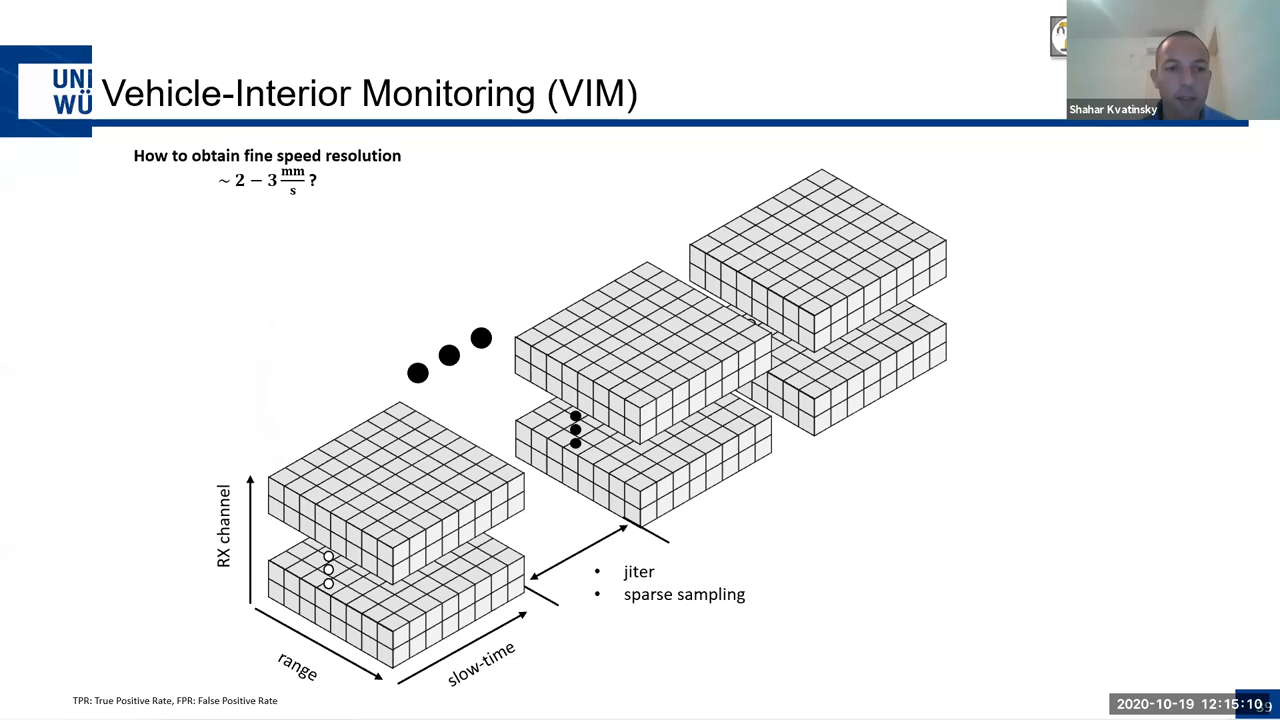 UNI
WÜ
Vehicle-Interior Monitoring (VIM)
Shahar Kvatinsky
How to obtain fine speed resolution
~ 2 − 3 mm/s ?
RX channel
range
slow-time
• jiter
• sparse sampling
TPR: True Positive Rate, FPR: False Positive Rate
2020-10-19 12:15:10
39